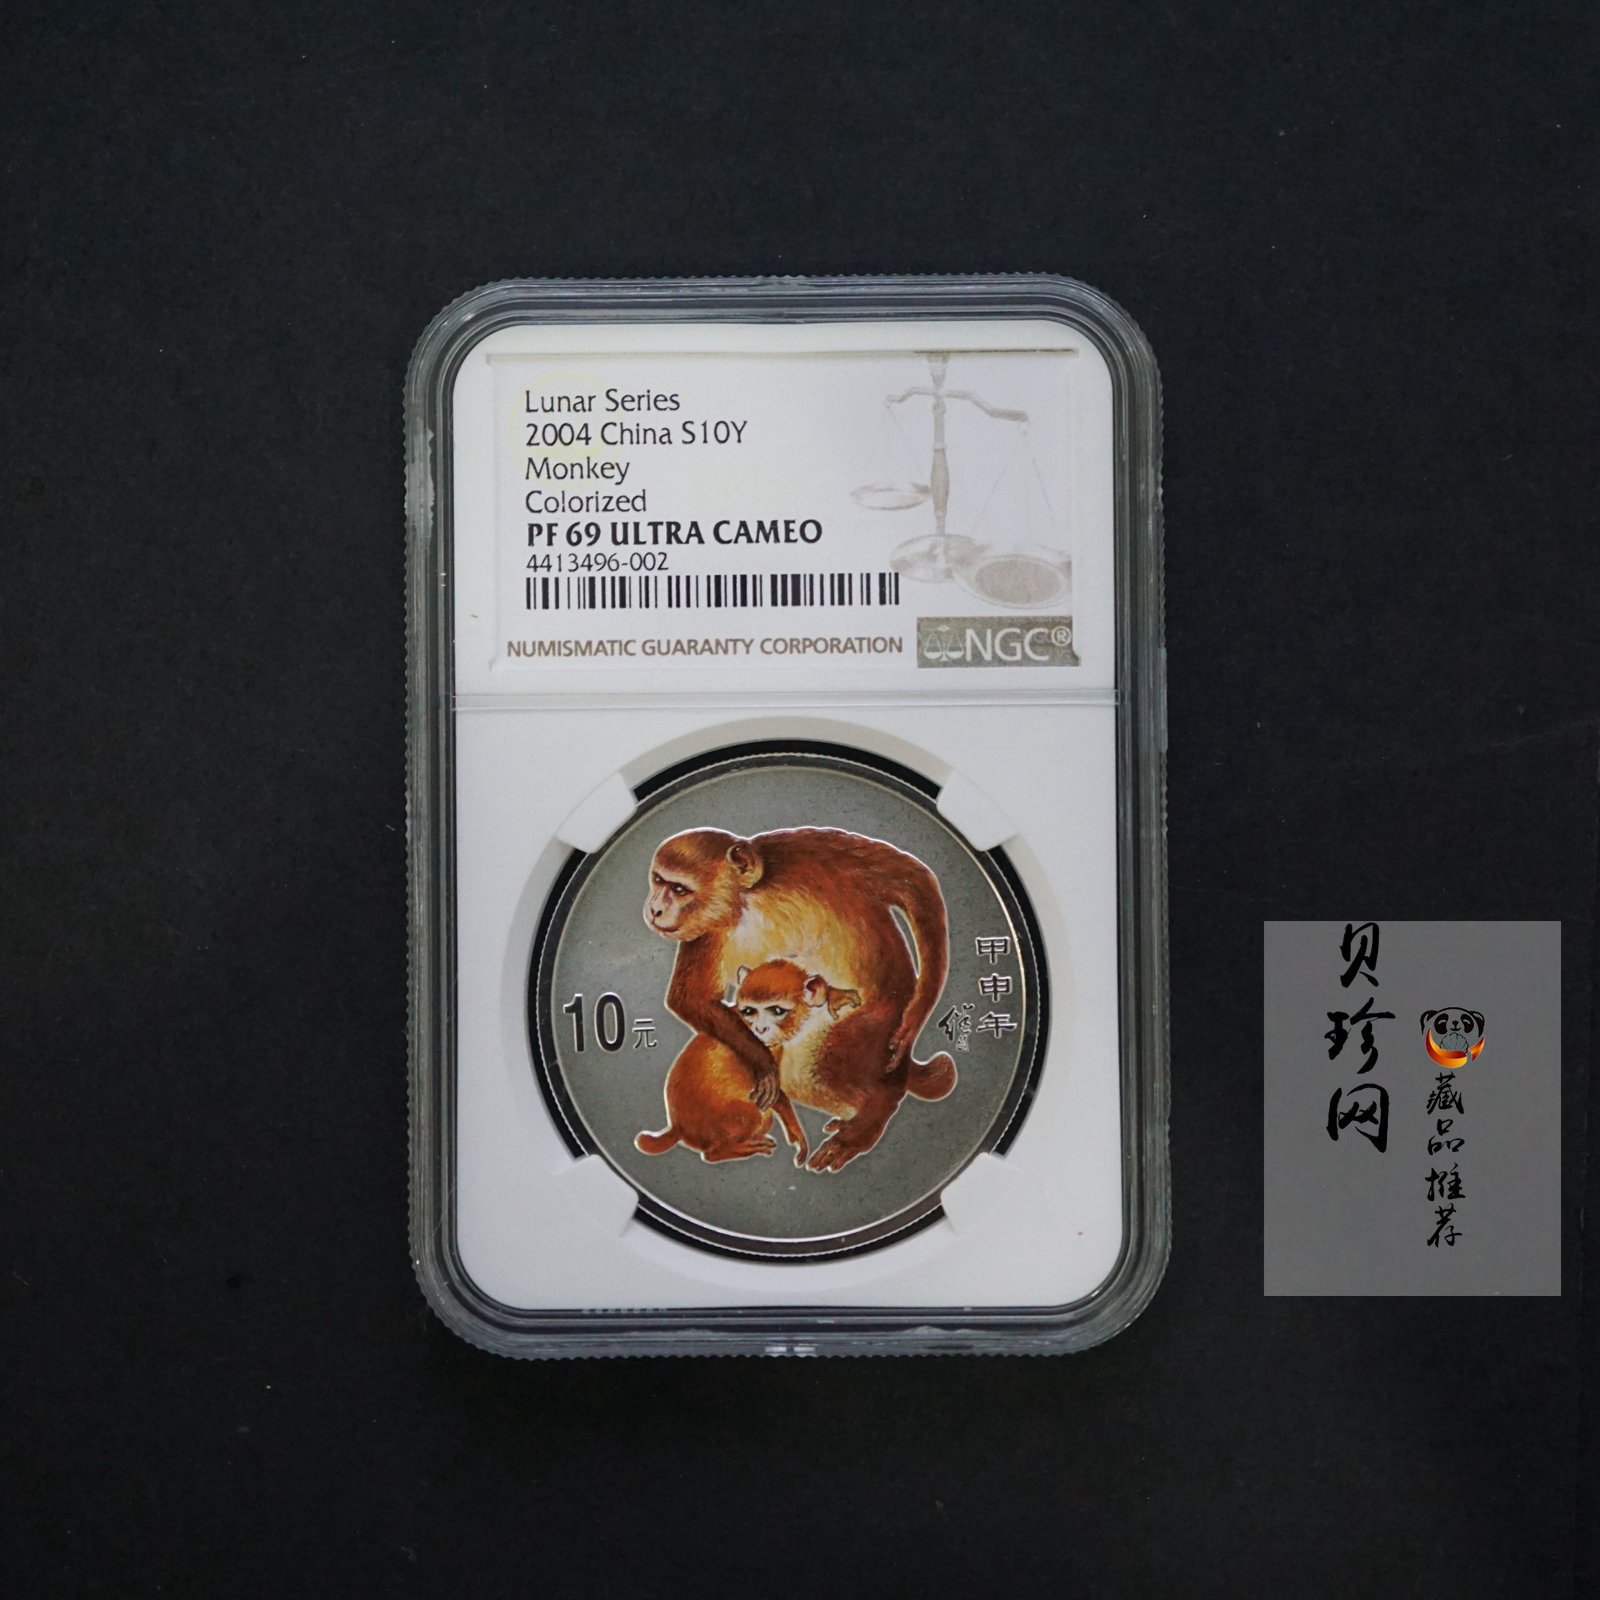 Lunar Series
2004 China S10Y
Monkey
Colorized
PF 69 ULTRA CAMEO
4413496-002
NUMISMATIC GUARANTY CORPORATION
NGC®
10元
甲申年
贝珍网
藏品推荐